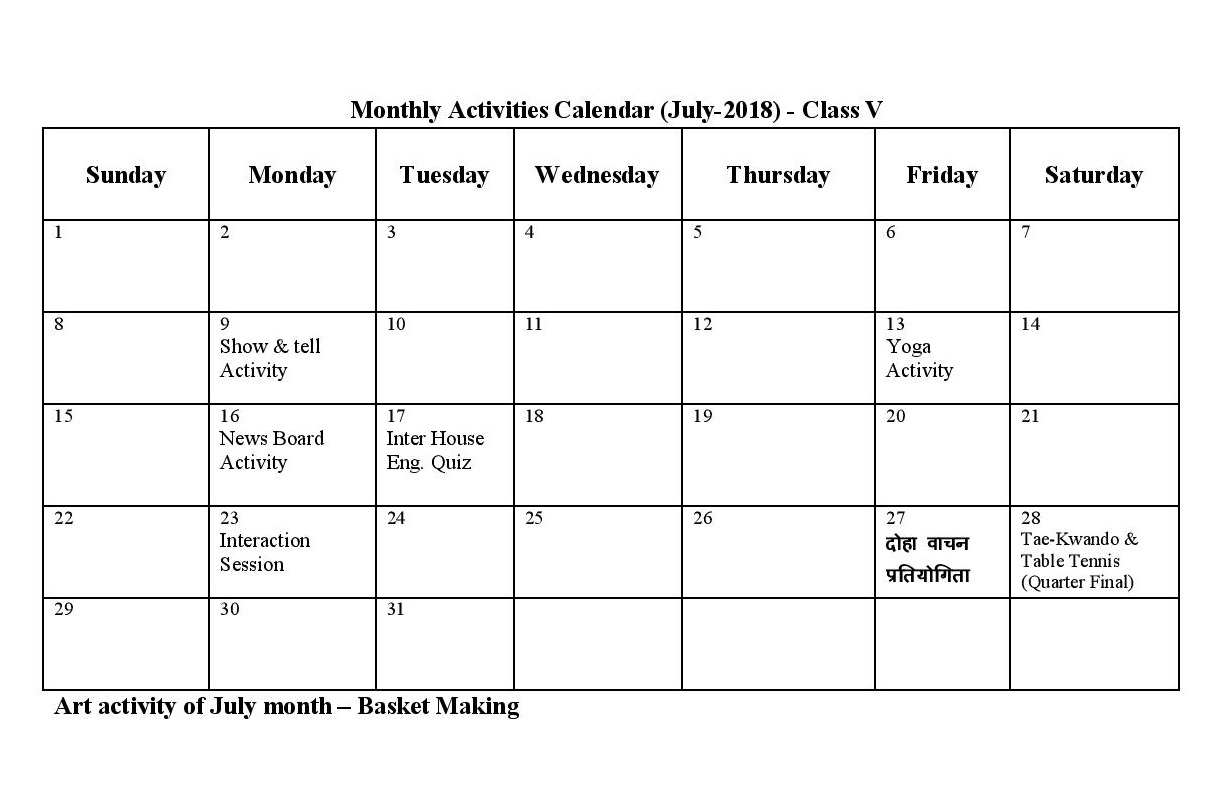 Monthly Activities Calendar (July-2018) - Class V
Sunday Monday Tuesday Wednesday Thursday Friday Saturday
1 2 3 4 5 6 7
8 9 10 11 12 13 14
Show & tell Yoga
Activity Activity
15 16 17 18 19 20 21
News Board Inter House
Activity Eng. Quiz
22 23 24 25 26 27 28
Interaction दोहा वाचन Tae-Kwando &
Session प्रतियोगिता Table Tennis
(Quarter Final)
29 30 31
Art activity of July month – Basket Making